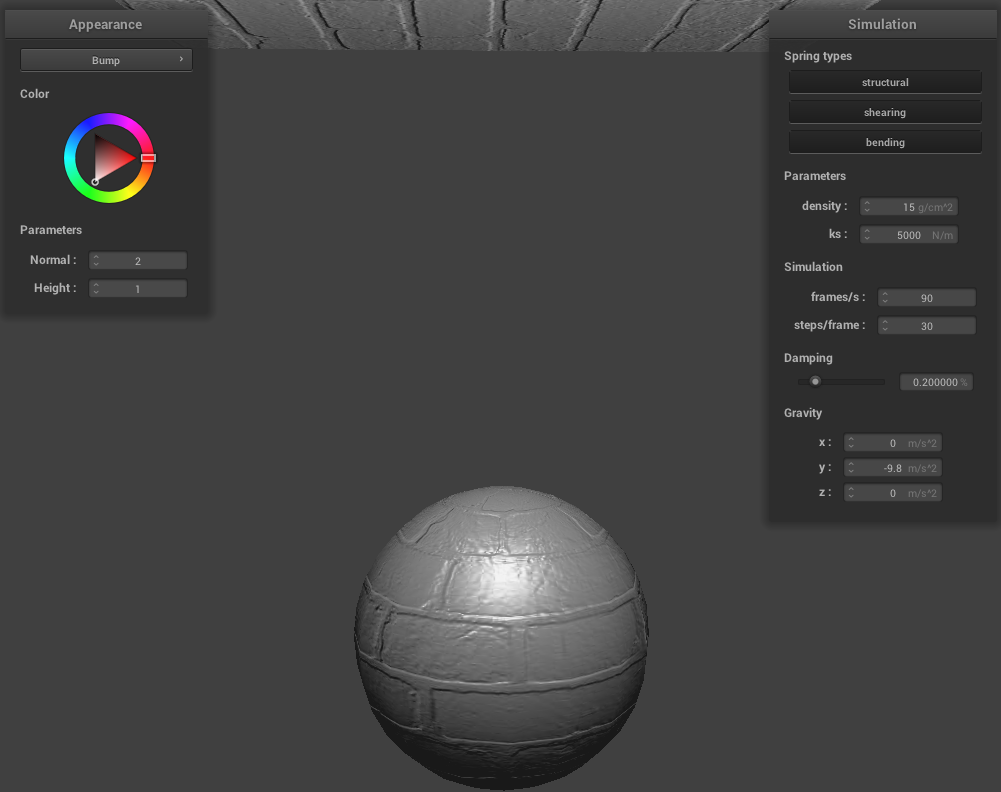 Appearance
Bump ›
Color
Parameters
Normal : 2
Height : 1
Simulation
Spring types
structural
shearing
bending
Parameters
density : 15 g/cm^2
ks : 5000 N/m
Simulation
frames/s : 90
steps/frame : 30
Damping
0.200000 %
Gravity
x : 0 m/s^2
y : -9.8 m/s^2
z : 0 m/s^2